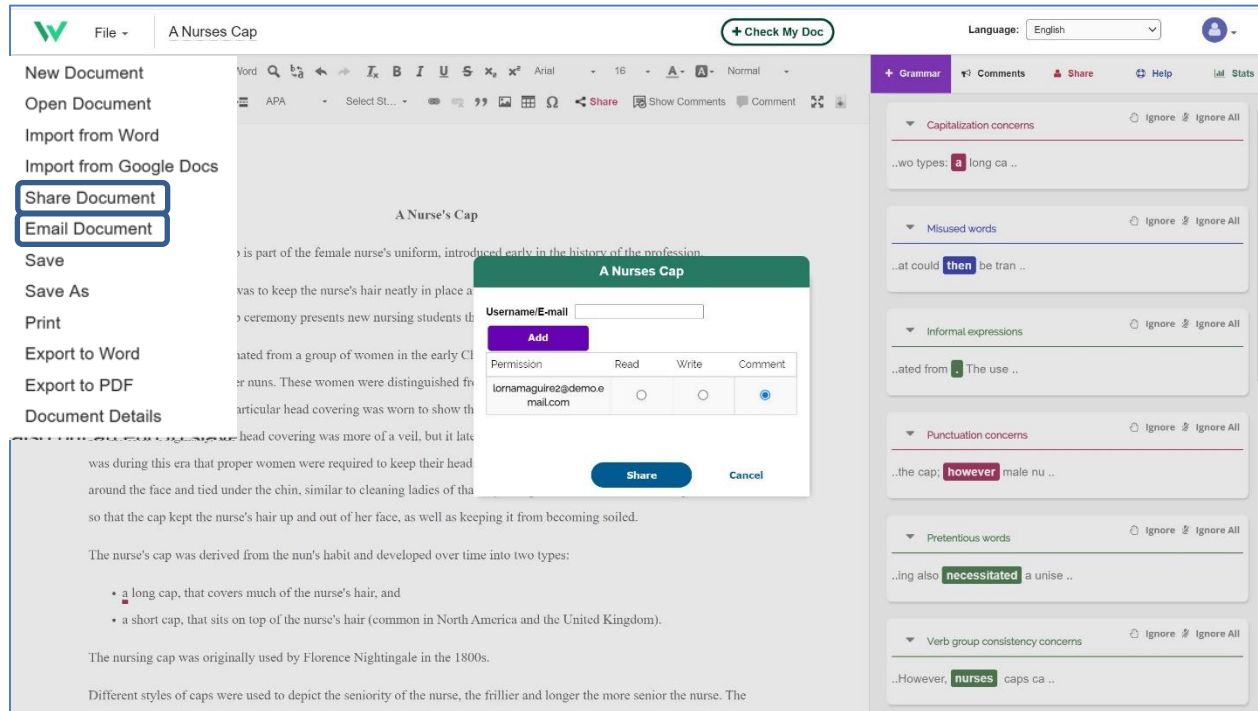 File
A Nurses Cap
+ Check My Doc
Language: English
New Document
Open Document
Import from Word
Import from Google Docs
Share Document
Email Document
Save
Save As
Print
Export to Word
Export to PDF
Document Details
Word
Arial
16
Normal
APA
Select St...
Share
Show Comments
Comment
A Nurse's Cap
is part of the female nurse's uniform, introduced early in the history of the profession.
was to keep the nurse's hair neatly in place a
ceremony presents new nursing students th
nated from a group of women in the early Ch
er nuns. These women were distinguished fr
articular head covering was worn to show th
head covering was more of a veil, but it late
was during this era that proper women were required to keep their head
around the face and tied under the chin, similar to cleaning ladies of tha
so that the cap kept the nurse's hair up and out of her face, as well as keeping it from becoming soiled.
The nurse's cap was derived from the nun's habit and developed over time into two types:
• a long cap, that covers much of the nurse's hair, and
• a short cap, that sits on top of the nurse's hair (common in North America and the United Kingdom).
The nursing cap was originally used by Florence Nightingale in the 1800s.
Different styles of caps were used to depict the seniority of the nurse, the frillier and longer the more senior the nurse. The
A Nurses Cap
Username/E-mail
Add
Permission Read Write Comment
lornamaguire2@demo.e
mail.com
Share Cancel
+ Grammar Comments Share Help Stats
Capitalization concerns Ignore Ignore All
..wo types: a long ca ..
Misused words Ignore Ignore All
..at could then be tran ..
Informal expressions Ignore Ignore All
..ated from . The use ..
Punctuation concerns Ignore Ignore All
..the cap; however male nu ..
Pretentious words Ignore Ignore All
..ing also necessitated a unise ..
Verb group consistency concerns Ignore Ignore All
..However, nurses caps ca ..